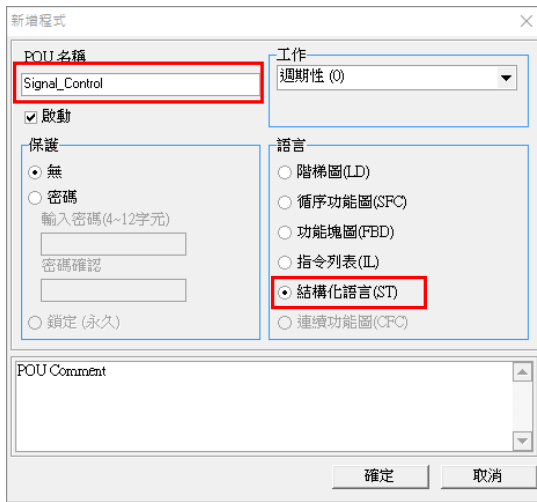 新增程式
POU 名稱
Signal_Control
啟動
工作
週期性 (0)
保護
無
密碼
輸入密碼(4~12字元)
密碼確認
鎖定 (永久)
語言
階梯圖(LD)
循序功能圖(SFC)
功能塊圖(FBD)
指令列表(IL)
結構化語言(ST)
連續功能圖(CFC)
POU Comment
確定
取消